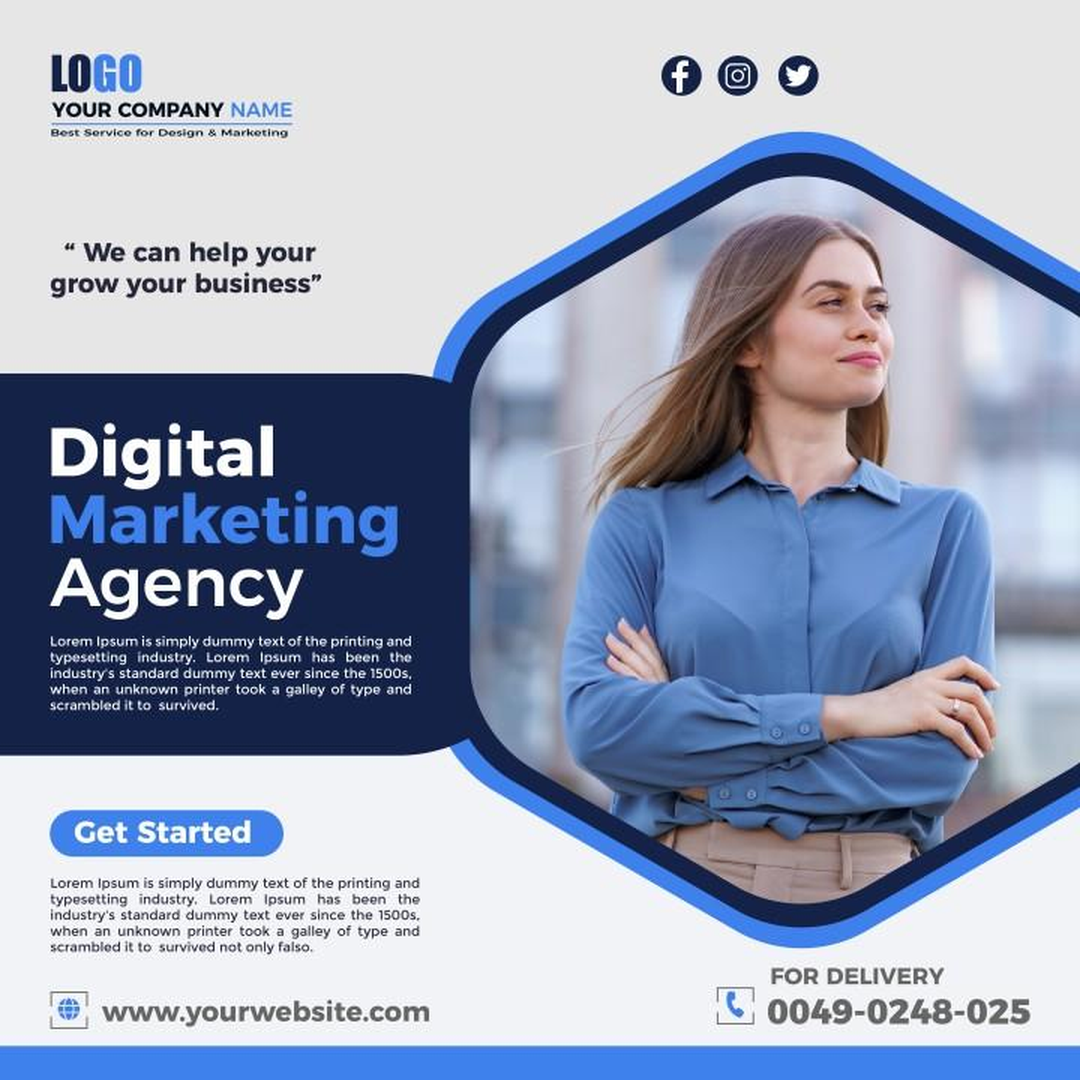 LOGO
YOUR COMPANY NAME
Best Service for Design & Marketing
“ We can help your
grow your business”
Digital
Marketing
Agency
Lorem Ipsum is simply dummy text of the printing and
typesetting industry. Lorem Ipsum has been the
industry's standard dummy text ever since the 1500s,
when an unknown printer took a galley of type and
scrambled it to survived.
Get Started
Lorem Ipsum is simply dummy text of the printing and
typesetting industry. Lorem Ipsum has been the
industry's standard dummy text ever since the 1500s,
when an unknown printer took a galley of type and
scrambled it to survived not only falso.
www.yourwebsite.com
FOR DELIVERY
0049-0248-025